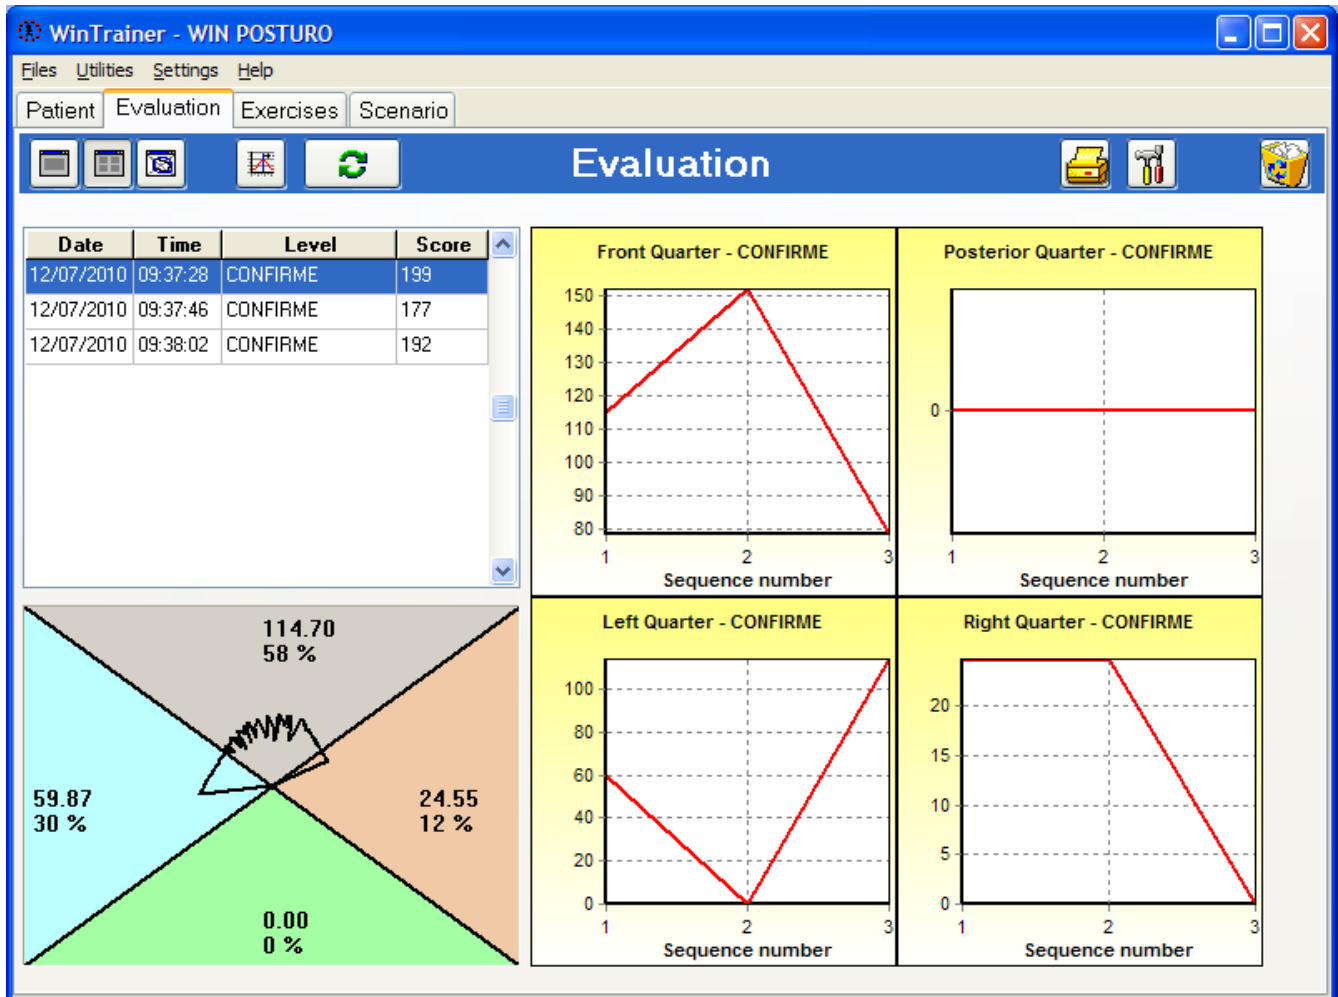 WinTrainer - WIN POSTURO
Files Utilities Settings Help
Patient Evaluation Exercises Scenario
Evaluation
Date Time Level Score
12/07/2010 09:37:28 CONFIRME 199
12/07/2010 09:37:46 CONFIRME 177
12/07/2010 09:38:02 CONFIRME 192
114.70
58 %
59.87
30 %
24.55
12 %
0.00
0 %
Front Quarter - CONFIRME
150
140
130
120
110
100
90
80
1 2 3
Sequence number
Posterior Quarter - CONFIRME
0
1 2 3
Sequence number
Left Quarter - CONFIRME
100
80
60
40
20
0
1 2 3
Sequence number
Right Quarter - CONFIRME
20
15
10
5
0
1 2 3
Sequence number